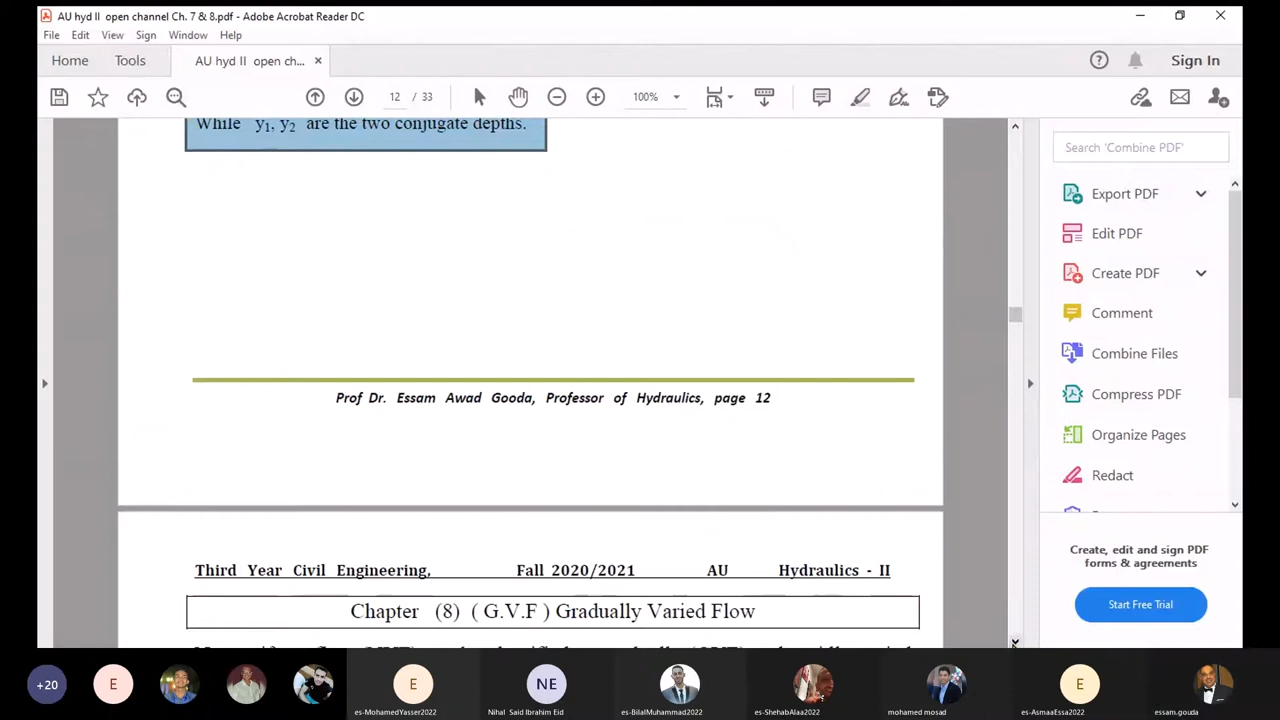 AU hyd II open channel Ch. 7 & 8.pdf - Adobe Acrobat Reader DC
File Edit View Sign Window Help
Home Tools AU hyd II open ch... × Sign In
12 / 33 100%
While y₁, y₂ are the two conjugate depths.
Search 'Combine PDF'
Export PDF
Edit PDF
Create PDF
Comment
Combine Files
Compress PDF
Organize Pages
Redact
Prof Dr. Essam Awad Gooda, Professor of Hydraulics, page 12
Third Year Civil Engineering, Fall 2020/2021 AU Hydraulics - II
Chapter (8) ( G.V.F ) Gradually Varied Flow
Create, edit and sign PDF
forms & agreements
Start Free Trial
+20 E E NE E
es-MohamedYasser2022 Nihal Said Ibrahim Eid es-BilalMuhammad2022 es-ShehabAlaa2022 mohamed mosad es-AsmaaEssa2022 essam.gouda